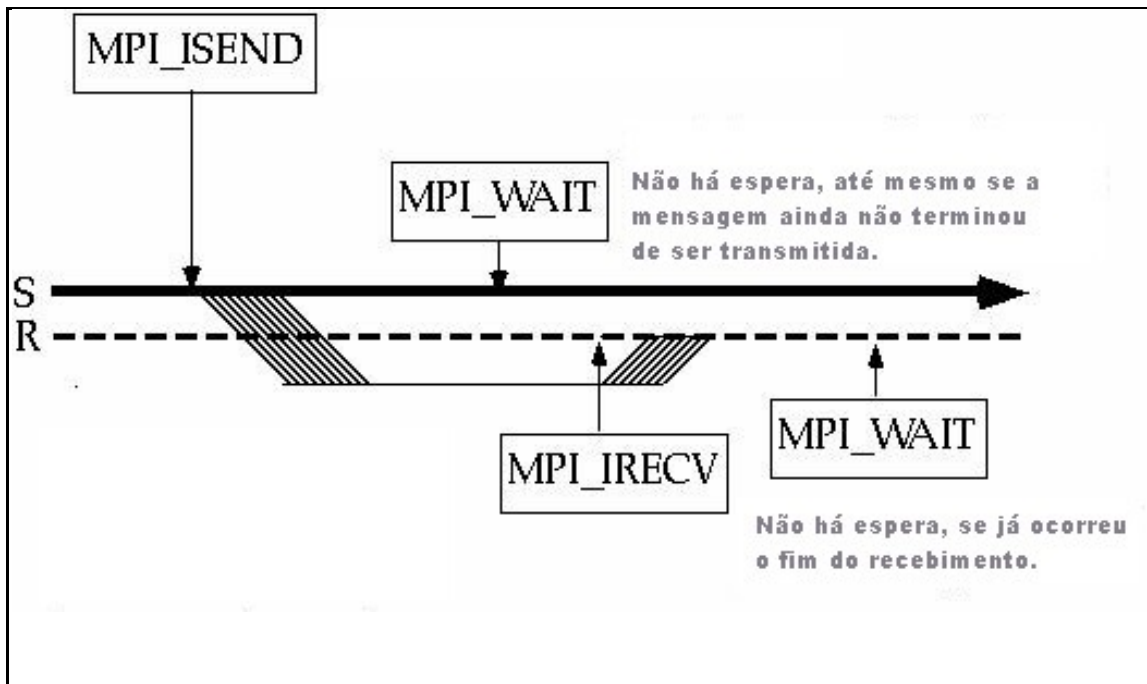 MPI_ISEND
MPI_WAIT
Não há espera, até mesmo se a
mensagem ainda não terminou
de ser transmitida.
S
R
MPI_IRECV
MPI_WAIT
Não há espera, se já ocorreu
o fim do recebimento.